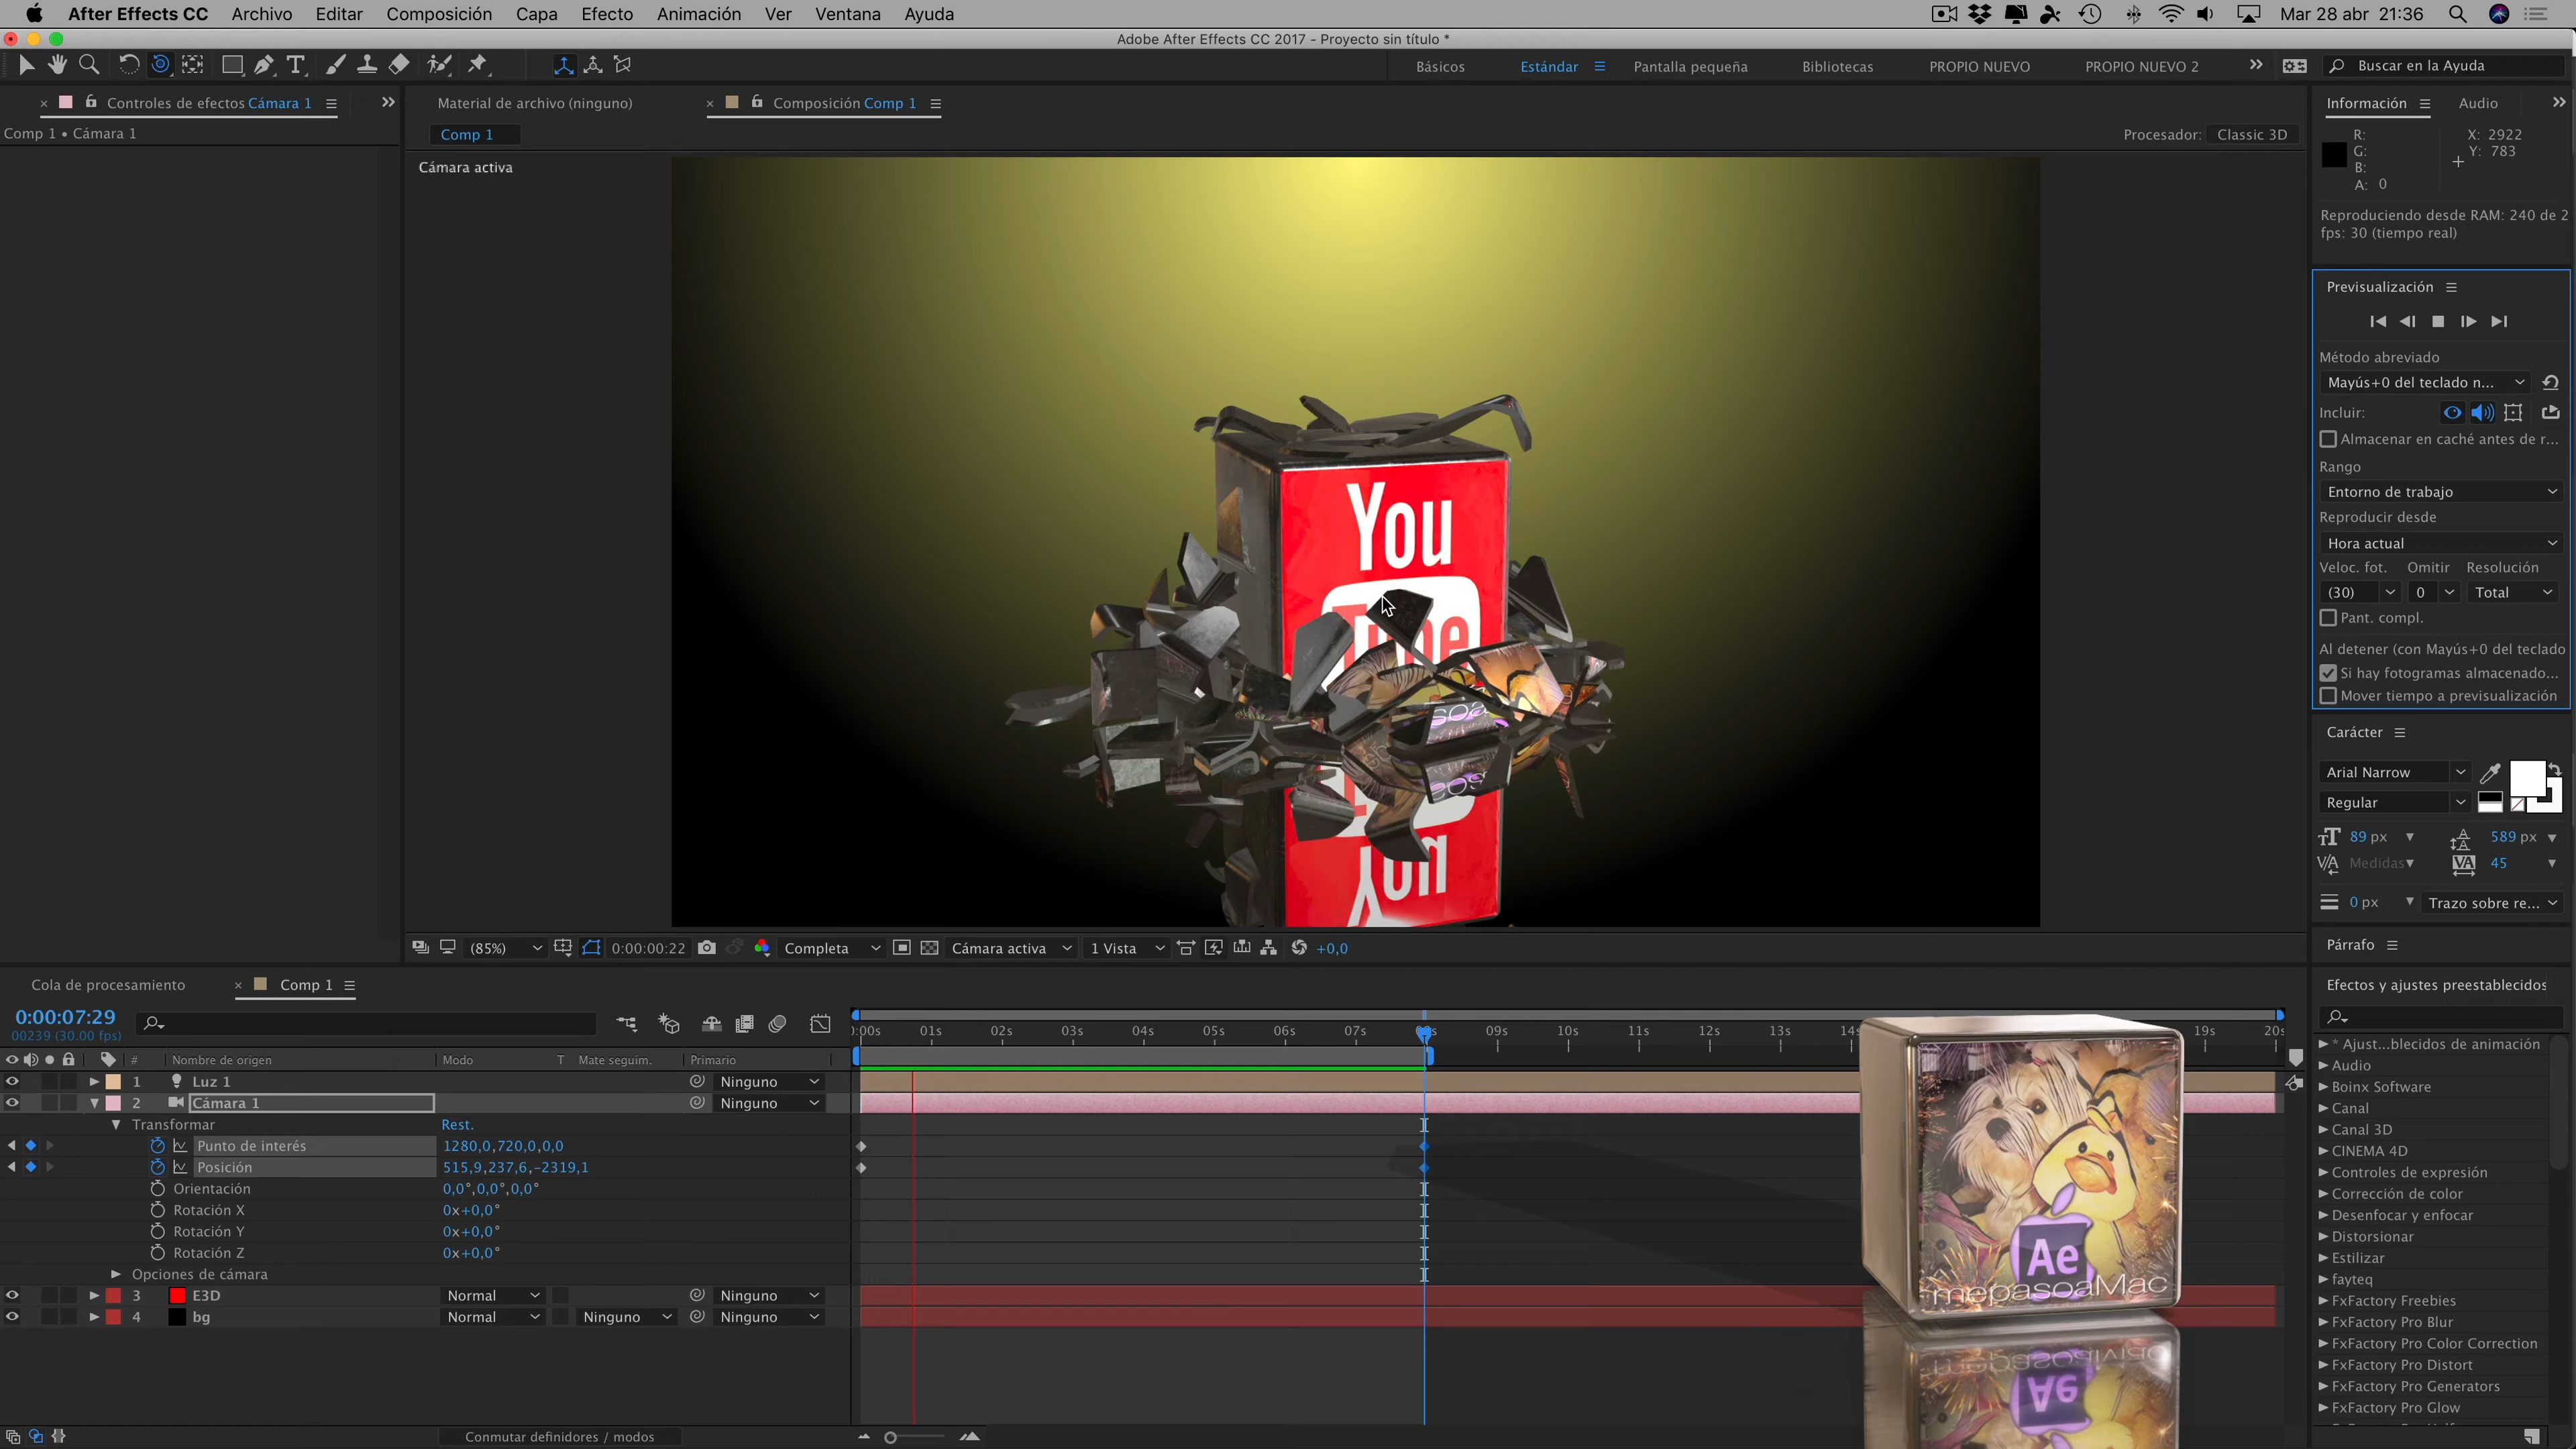 After Effects CC Archivo Editar Composición Capa Efecto Animación Ver Ventana Ayuda Mar 28 abr 21:36
Adobe After Effects CC 2017 - Proyecto sin título *
Básicos Estándar Pantalla pequeña Bibliotecas PROPIO NUEVO PROPIO NUEVO 2 Buscar en la Ayuda
Controles de efectos Cámara 1
Comp 1 • Cámara 1
Material de archivo (ninguno) Composición Comp 1
Comp 1
Procesador: Classic 3D
Cámara activa
You
You
Ae
mepasoaMac
(85%) 0:00:00:22 Completa Cámara activa 1 Vista +0,0
Información Audio
R: X: 2922
G: Y: 783
B:
A: 0
Reproduciendo desde RAM: 240 de 2
fps: 30 (tiempo real)
Previsualización
Método abreviado
Mayús+0 del teclado n...
Incluir:
Almacenar en caché antes de r...
Rango
Entorno de trabajo
Reproducir desde
Hora actual
Veloc. fot. Omitir Resolución
(30) 0 Total
Pant. compl.
Al detener (con Mayús+0 del teclado
Si hay fotogramas almacenado...
Mover tiempo a previsualización
Carácter
Arial Narrow
Regular
89 px 589 px
Medidas 45
0 px Trazo sobre re...
Párrafo
Efectos y ajustes preestablecidos
* Ajust...blecidos de animación
Audio
Boinx Software
Canal
Canal 3D
CINEMA 4D
Controles de expresión
Corrección de color
Desenfocar y enfocar
Distorsionar
Estilizar
fayteq
FxFactory Freebies
FxFactory Pro Blur
FxFactory Pro Color Correction
FxFactory Pro Distort
FxFactory Pro Generators
FxFactory Pro Glow
Cola de procesamiento Comp 1
0:00:07:29
00239 (30.00 fps)
:00s 01s 02s 03s 04s 05s 06s 07s 09s 10s 11s 12s 13s 14s 19s 20s
# Nombre de origen Modo T Mate seguim. Primario
1 Luz 1 Ninguno
2 Cámara 1 Ninguno
Transformar Rest.
Punto de interés 1280,0,720,0,0,0
Posición 515,9,237,6,-2319,1
Orientación 0,0°,0,0°,0,0°
Rotación X 0x+0,0°
Rotación Y 0x+0,0°
Rotación Z 0x+0,0°
Opciones de cámara
3 E3D Normal Ninguno
4 bg Normal Ninguno Ninguno
Conmutar definidores / modos